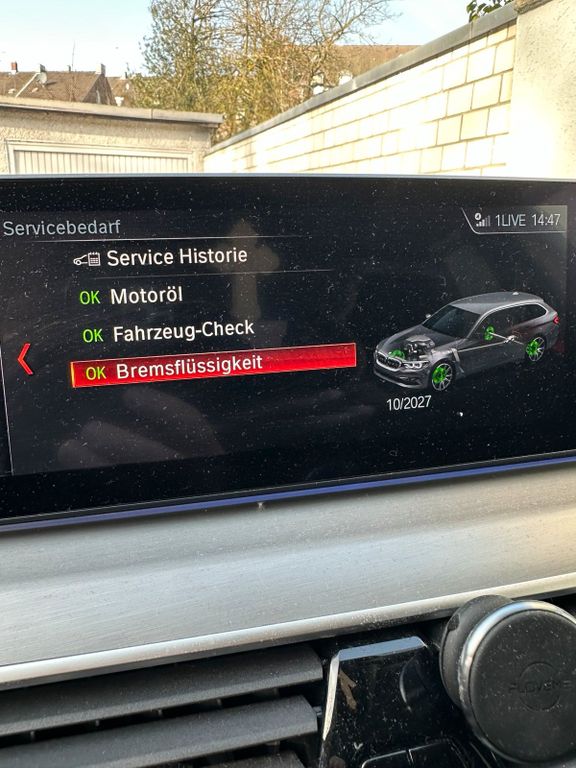 Servicebedarf
1LIVE 14:47
Service Historie
OK Motoröl
OK Fahrzeug-Check
OK Bremsflüssigkeit
10/2027